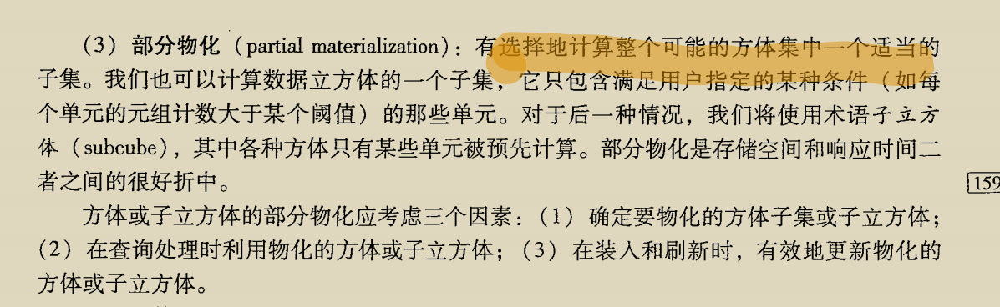 （3）部分物化（partial materialization）：有选择地计算整个可能的方体集中一个适当的
子集。我们也可以计算数据立方体的一个子集，它只包含满足用户指定的某种条件（如每
个单元的元组计数大于某个阈值）的那些单元。对于后一种情况，我们将使用术语子立方
体（subcube），其中各种方体只有某些单元被预先计算。部分物化是存储空间和响应时间二
者之间的很好折中。
159
方体或子立方体的部分物化应考虑三个因素：（1）确定要物化的方体子集或子立方体；
（2）在查询处理时利用物化的方体或子立方体；（3）在装入和刷新时，有效地更新物化的
方体或子立方体。